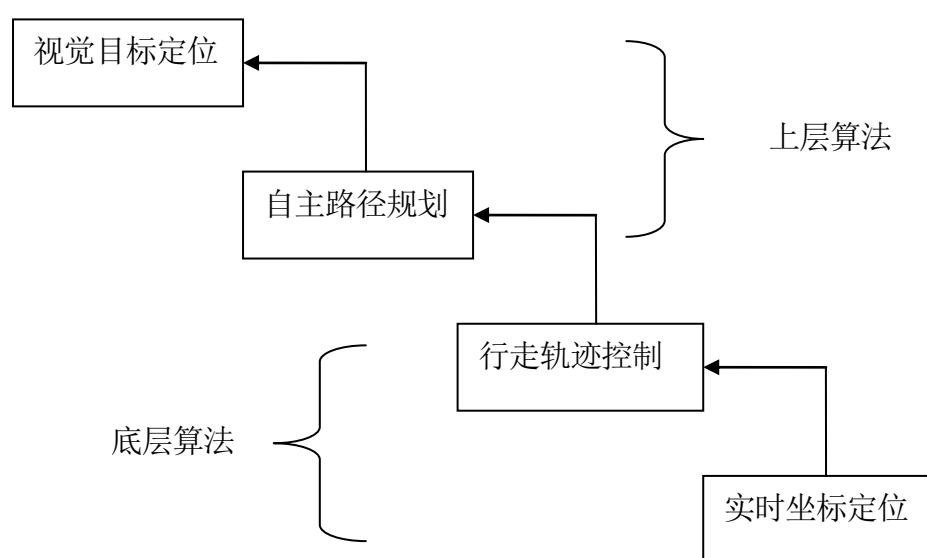 视觉目标定位
上层算法
自主路径规划
行走轨迹控制
底层算法
实时坐标定位